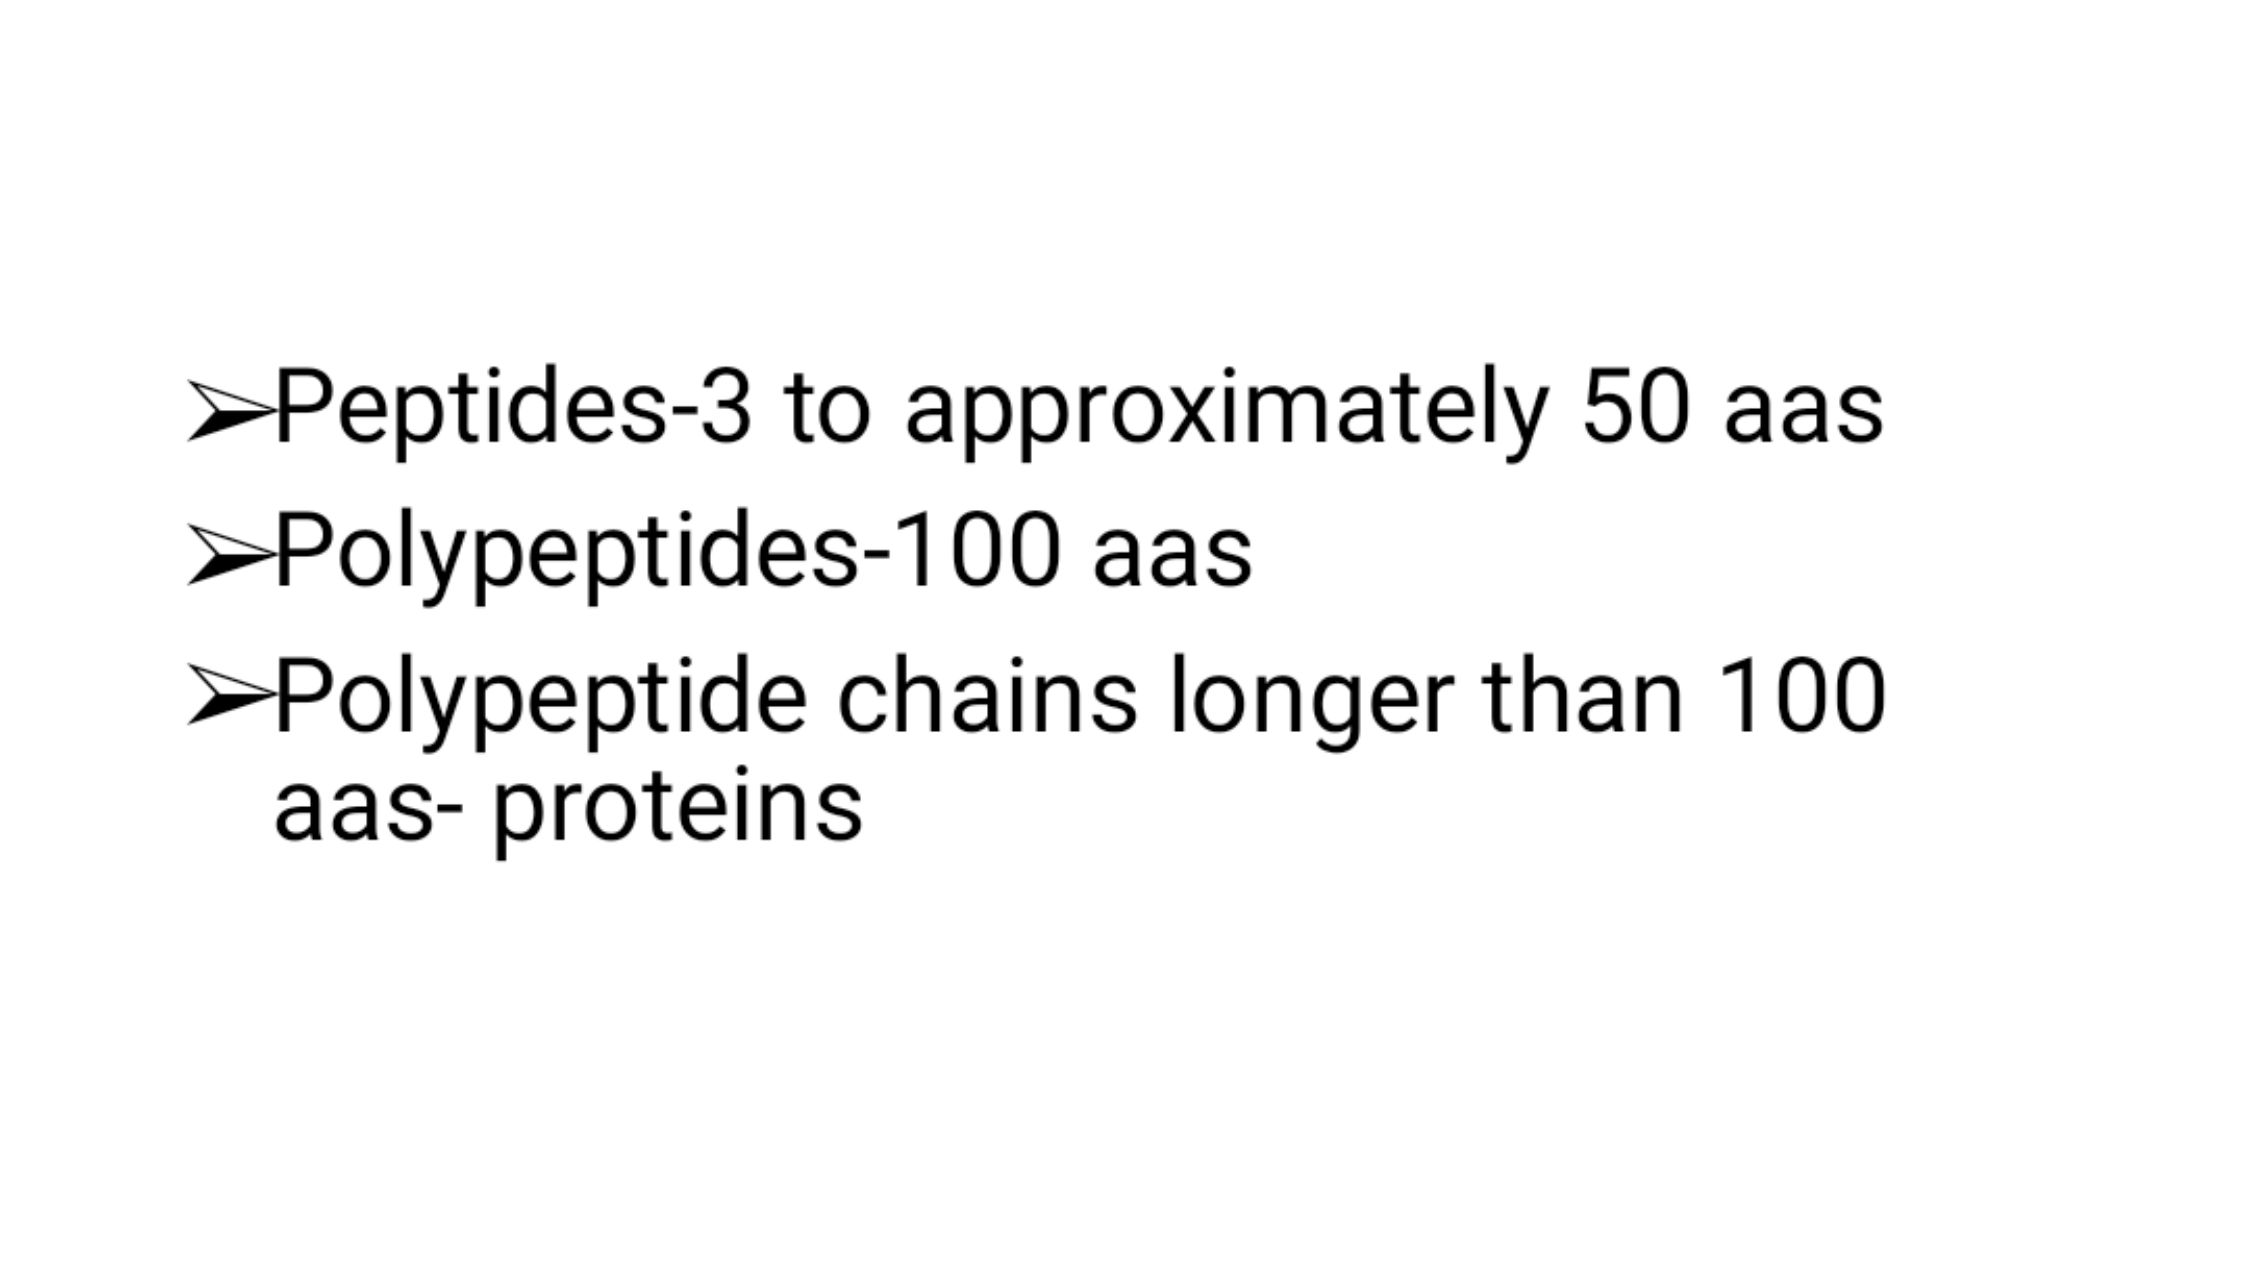 ➢Peptides-3 to approximately 50 aas
➢Polypeptides-100 aas
➢Polypeptide chains longer than 100
aas- proteins